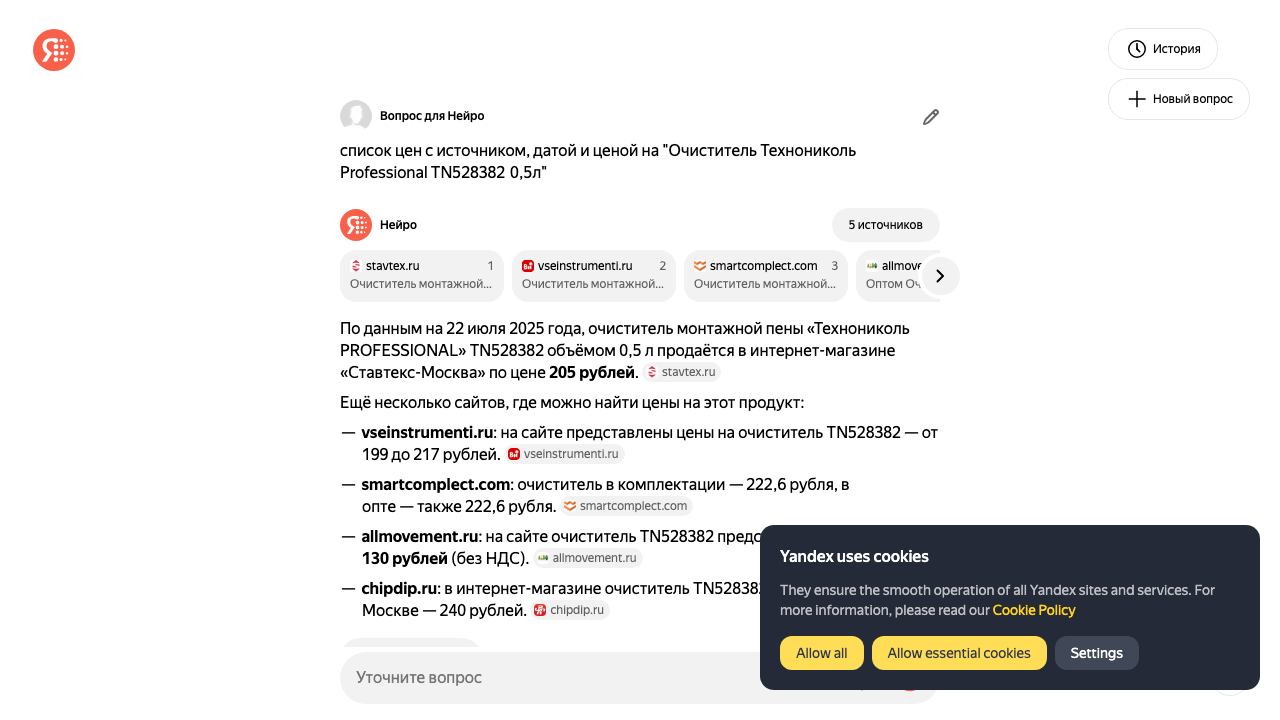 История
Новый вопрос
Вопрос для Нейро
список цен с источником, датой и ценой на "Очиститель Технониколь
Professional TN528382 0,5л"
Нейро
5 источников
stavtex.ru 1
Очиститель монтажной...
vseinstrumenti.ru 2
Очиститель монтажной...
smartcomplect.com 3
Очиститель монтажной...
allmove
Оптом Оч
По данным на 22 июля 2025 года, очиститель монтажной пены «Технониколь
PROFESSIONAL» TN528382 объёмом 0,5 л продаётся в интернет-магазине
«Ставтекс-Москва» по цене 205 рублей. stavtex.ru
Ещё несколько сайтов, где можно найти цены на этот продукт:
— vseinstrumenti.ru: на сайте представлены цены на очиститель TN528382 — от
199 до 217 рублей. vseinstrumenti.ru
— smartcomplect.com: очиститель в комплектации — 222,6 рубля, в
опте — также 222,6 рубля. smartcomplect.com
— allmovement.ru: на сайте очиститель TN528382 предс
130 рублей (без НДС). allmovement.ru
— chipdip.ru: в интернет-магазине очиститель TN528382
Москве — 240 рублей. chipdip.ru
Уточните вопрос
Yandex uses cookies
They ensure the smooth operation of all Yandex sites and services. For
more information, please read our Cookie Policy
Allow all
Allow essential cookies
Settings